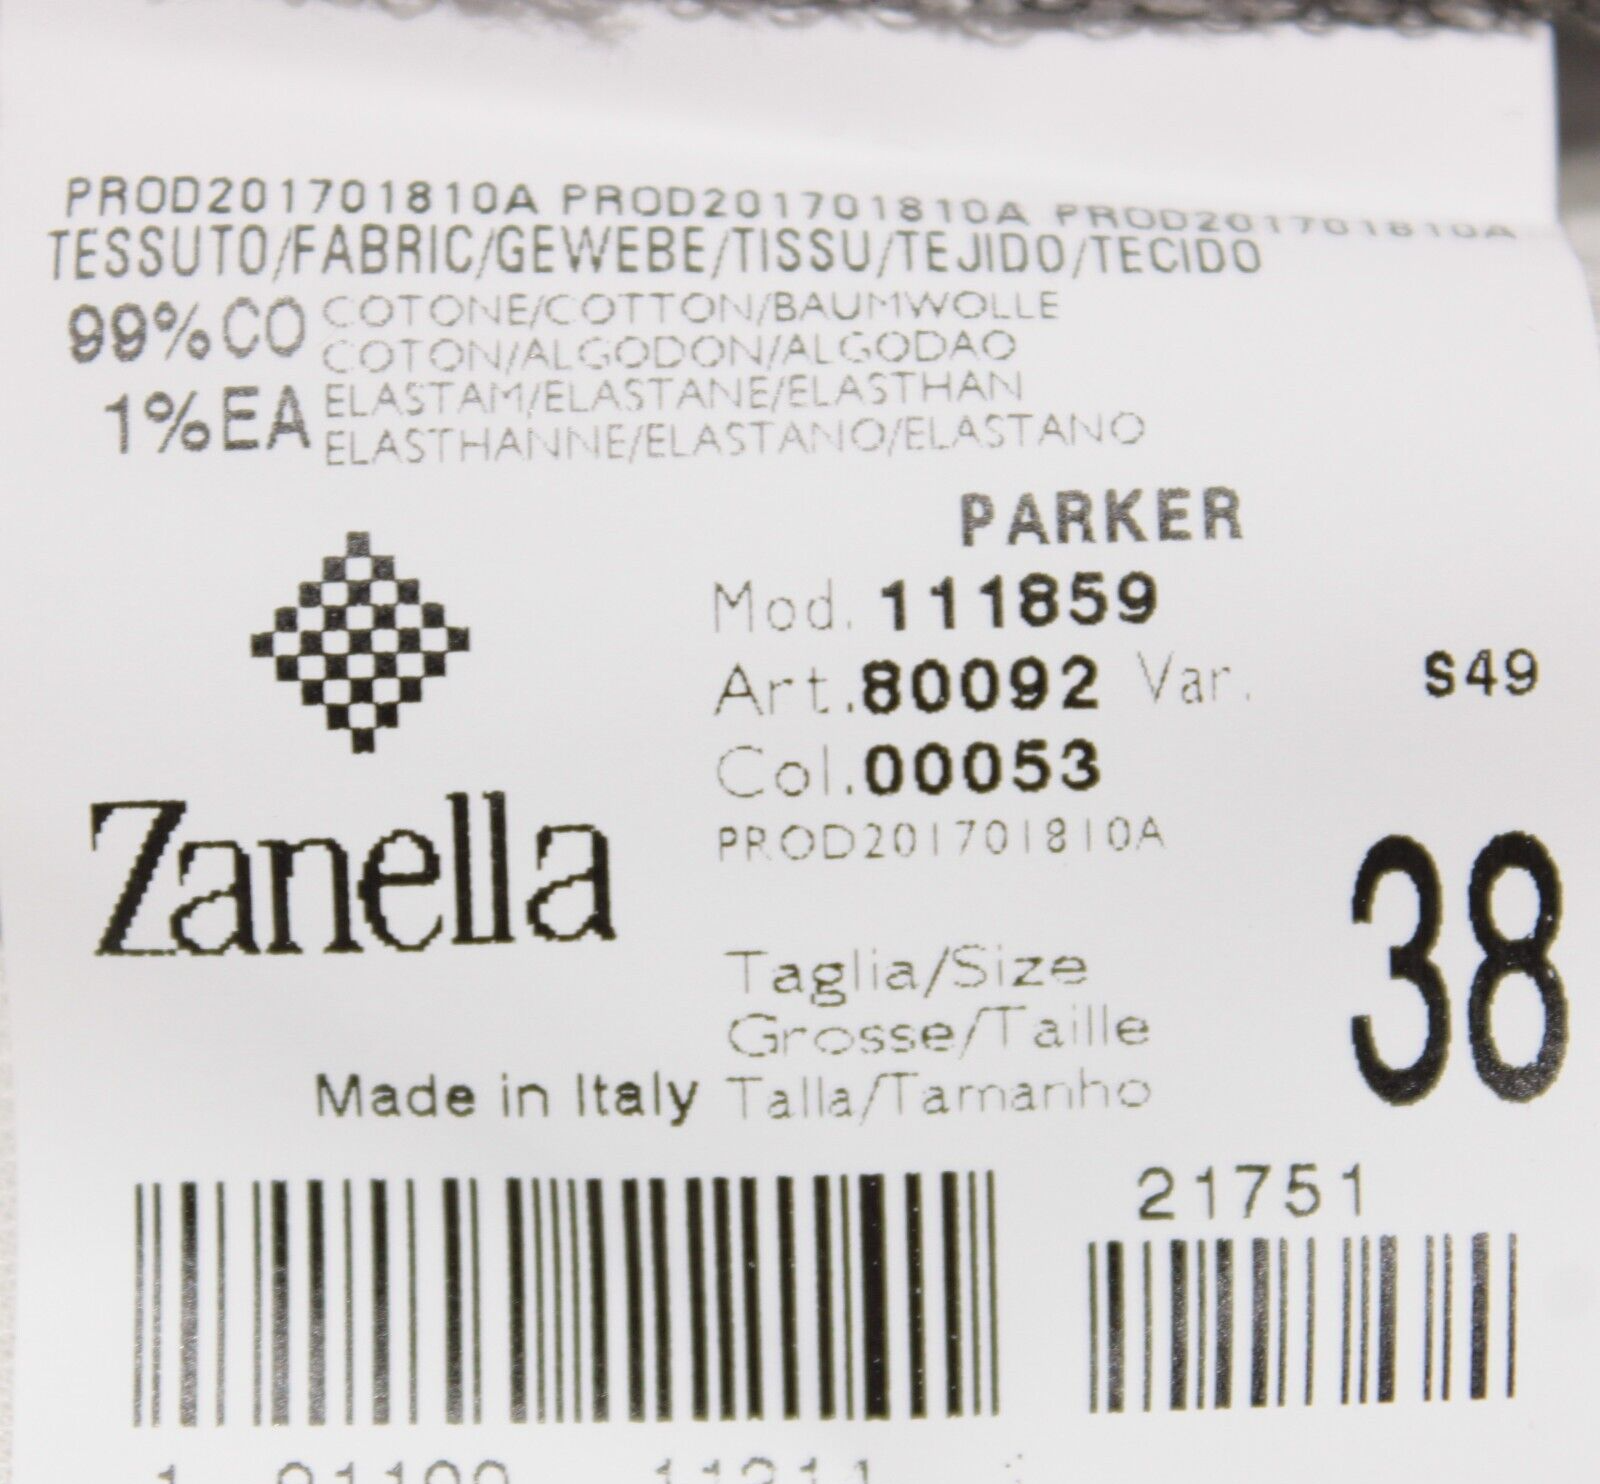 PROD201701810A PROD201701810A PROD201701810A
TESSUTO/FABRIC/GEWEBE/TISSU/TEJIDO/TECIDO
99%CO COTONE/COTTON/BAUMWOLLE
COTON/ALGODON/ALGODAO
1%EA ELASTAM/ELASTANE/ELASTHAN
ELASTHANNE/ELASTANO/ELASTANO
PARKER
Mod. 111859
Art.80092 Var. S49
Col.00053
PROD201701810A
Zanella
38
Taglia/Size
Grosse/Taille
Made in Italy Talla/Tamanho
21751